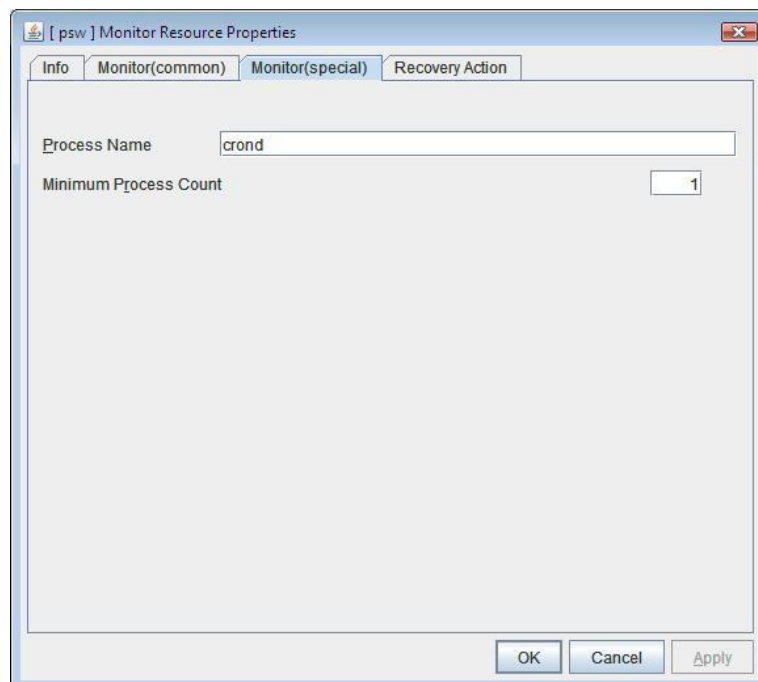 [ psw ] Monitor Resource Properties
Info Monitor(common) Monitor(special) Recovery Action
Process Name crond
Minimum Process Count 1
OK Cancel Apply